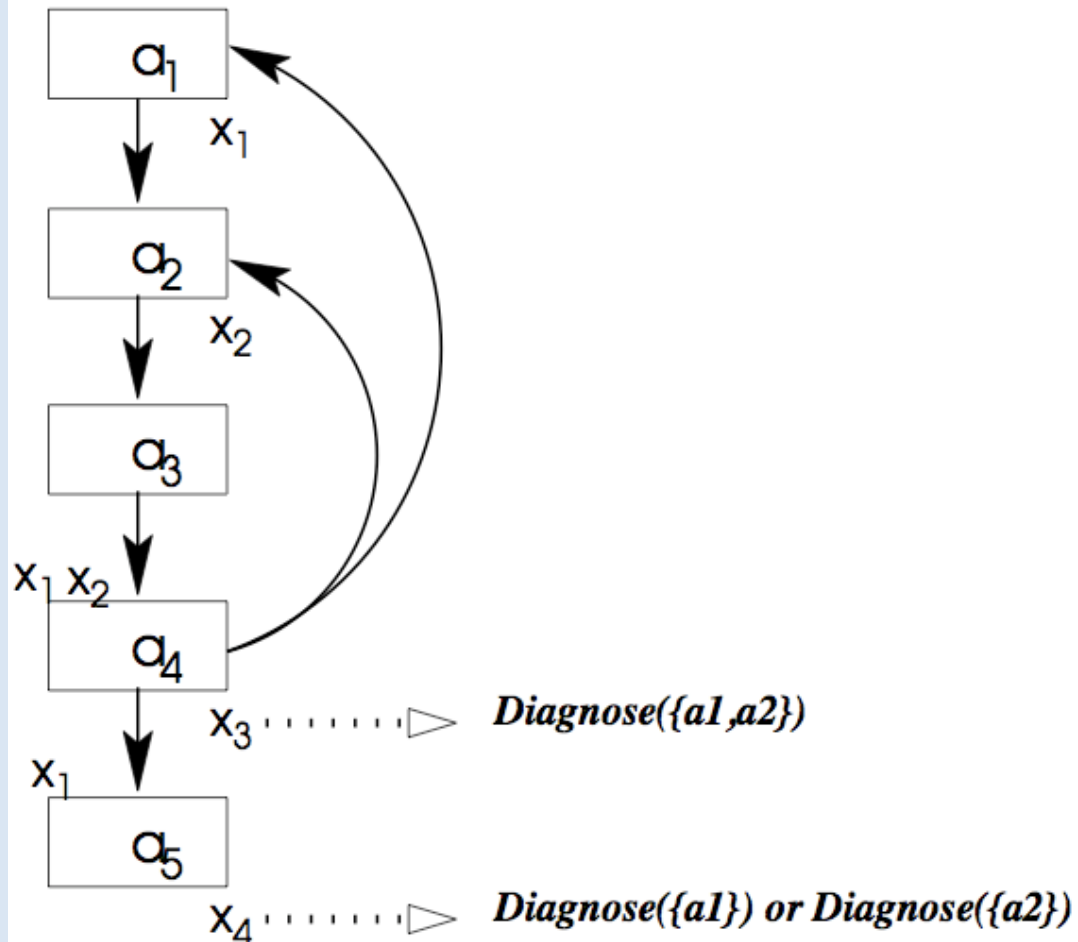 a₁
x₁
a₂
x₂
a₃
x₁ x₂
a₄
x₃ Diagnose({a1,a2})
x₁
a₅
x₄ Diagnose({a1}) or Diagnose({a2})